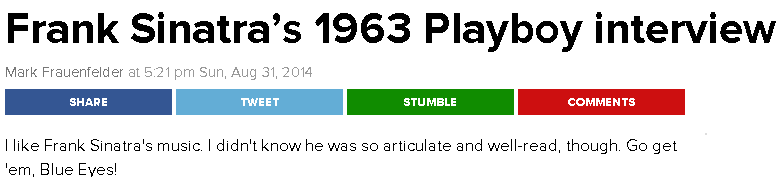 Frank Sinatra’s 1963 Playboy interview
Mark Frauenfelder at 5:21 pm Sun, Aug 31, 2014
SHARE TWEET STUMBLE COMMENTS
I like Frank Sinatra's music. I didn't know he was so articulate and well-read, though. Go get
'em, Blue Eyes!